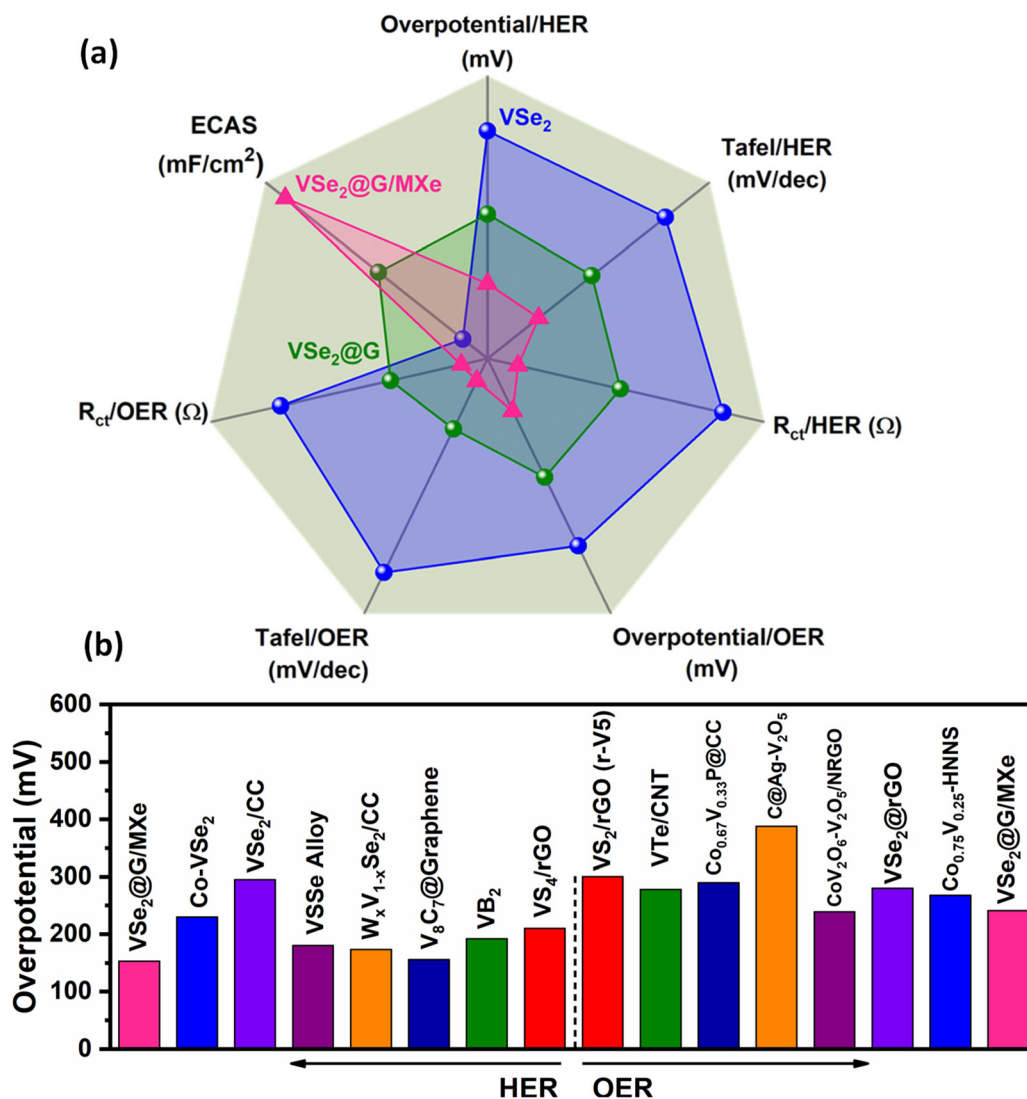 (a)
Overpotential/HER
(mV)
VSe₂
ECAS
(mF/cm²)
Tafel/HER
(mV/dec)
VSe₂@G/MXe
VSe₂@G
R_ct/OER (Ω)
R_ct/HER (Ω)
Tafel/OER
(mV/dec)
Overpotential/OER
(mV)
(b)
Overpotential (mV)
600
500
400
300
200
100
0
VSe₂@G/MXe
Co-VSe₂
VSe₂/CC
VSSe Alloy
WₓV₁₋ₓSe₂/CC
V₈C₇@Graphene
VB₂
VS₄/rGO
VS₂/rGO (r-V5)
VTe/CNT
Co₀.₆₇V₀.₃₃P@CC
C@Ag-V₂O₅
CoV₂O₆-V₂O₅/NRGO
VSe₂@rGO
Co₀.₇₅V₀.₂₅-HNNS
VSe₂@G/MXe
HER OER